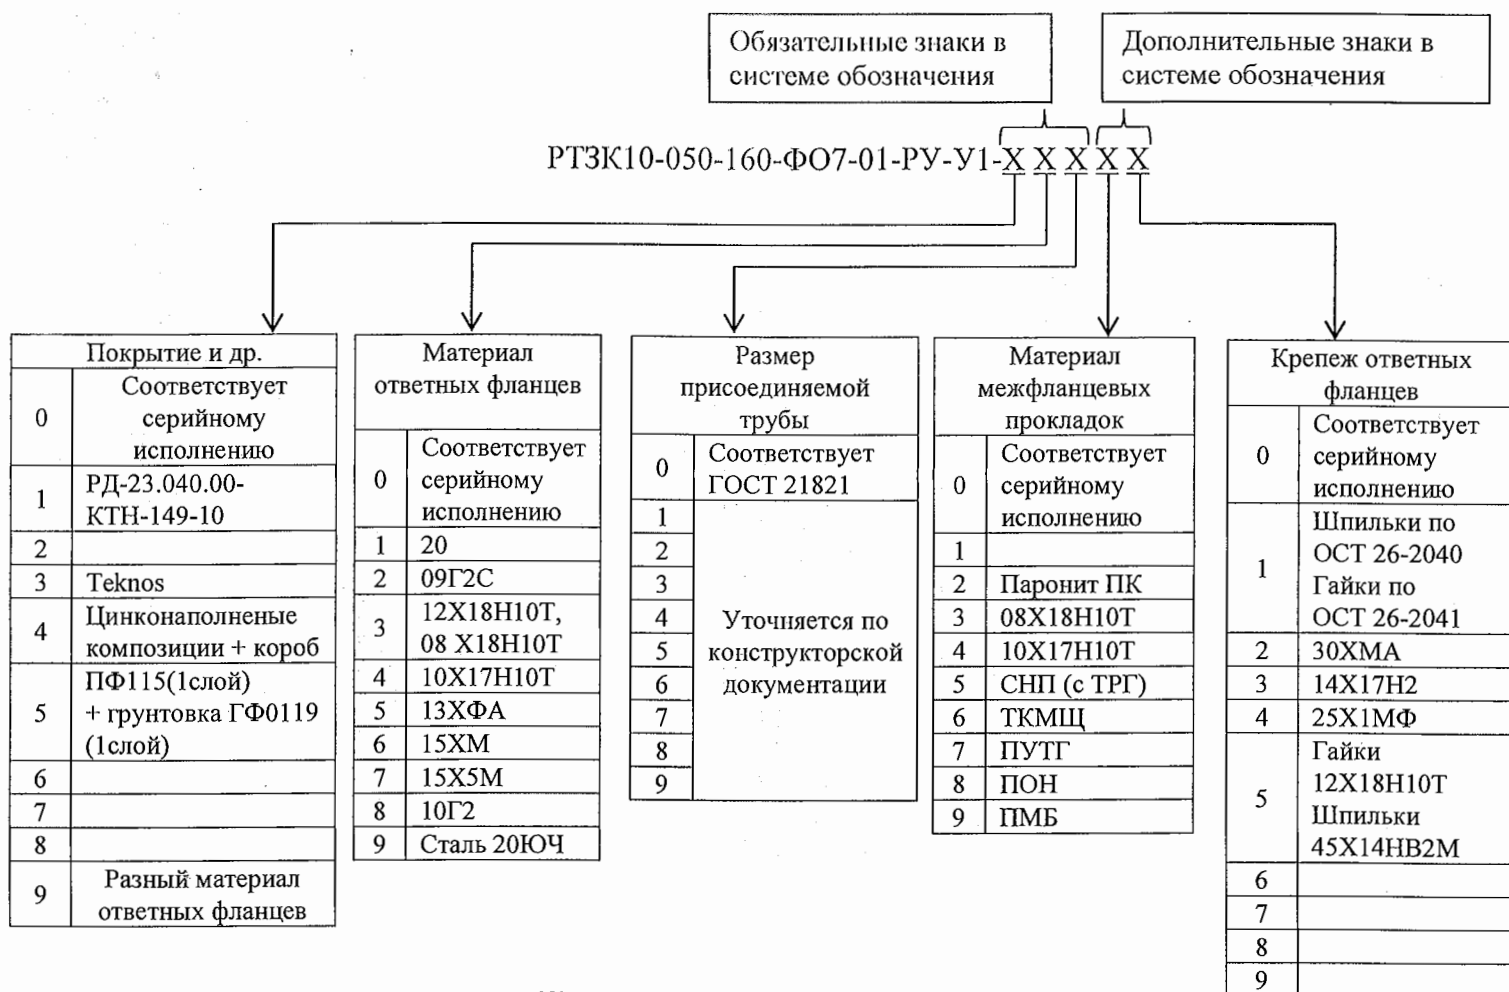 Обязательные знаки в
системе обозначения
Дополнительные знаки в
системе обозначения
РТЗК10-050-160-ФО7-01-РУ-У1-Х Х Х Х Х
Покрытие и др.
0
Соответствует
серийному
исполнению
1
РД-23.040.00-
КТН-149-10
2
3
Teknos
4
Цинконаполненые
композиции + короб
5
ПФ115(1слой)
+ грунтовка ГФ0119
(1слой)
6
7
8
9
Разный материал
ответных фланцев
Материал
ответных фланцев
0
Соответствует
серийному
исполнению
1 20
2 09Г2С
3
12Х18Н10Т,
08 Х18Н10Т
4 10Х17Н10Т
5 13ХФА
6 15ХМ
7 15Х5М
8 10Г2
9 Сталь 20ЮЧ
Размер
присоединяемой
трубы
0
Соответствует
ГОСТ 21821
1
2
3
4
5
6
7
8
9
Уточняется по
конструкторской
документации
Материал
межфланцевых
прокладок
0
Соответствует
серийному
исполнению
1
2 Паронит ПК
3 08Х18Н10Т
4 10Х17Н10Т
5 СНП (с ТРГ)
6 ТКМЩ
7 ПУТГ
8 ПОН
9 ПМБ
Крепеж ответных
фланцев
0
Соответствует
серийному
исполнению
1
Шпильки по
ОСТ 26-2040
Гайки по
ОСТ 26-2041
2 30ХМА
3 14Х17Н2
4 25Х1МФ
5
Гайки
12Х18Н10Т
Шпильки
45Х14НВ2М
6
7
8
9